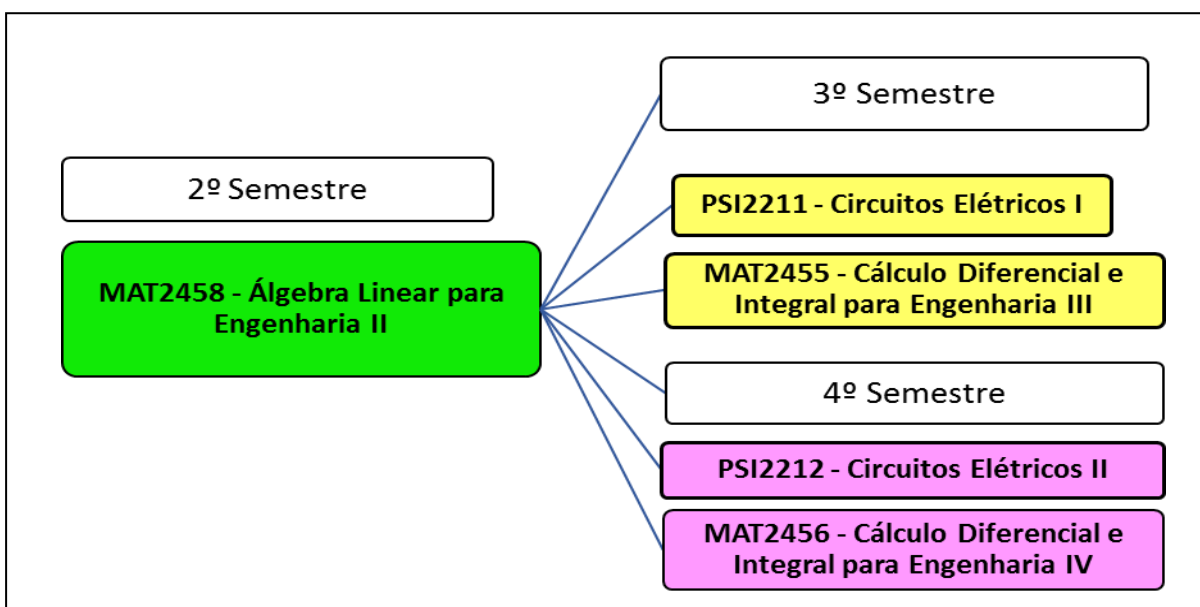 2º Semestre
MAT2458 - Álgebra Linear para
Engenharia II
3º Semestre
PSI2211 - Circuitos Elétricos I
MAT2455 - Cálculo Diferencial e
Integral para Engenharia III
4º Semestre
PSI2212 - Circuitos Elétricos II
MAT2456 - Cálculo Diferencial e
Integral para Engenharia IV